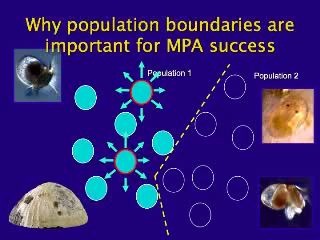 Why population boundaries are
important for MPA success
Population 1
Population 2